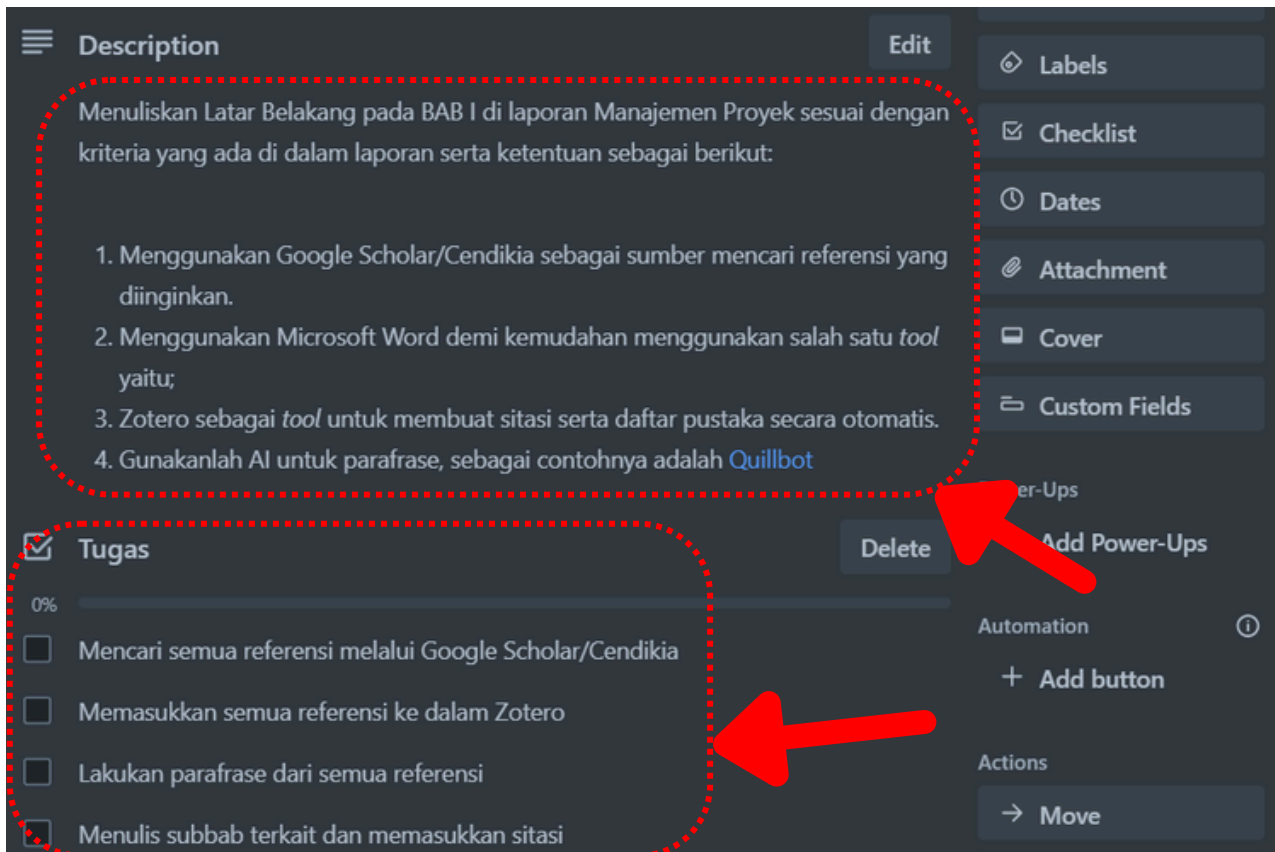 Description
Edit
Menuliskan Latar Belakang pada BAB I di laporan Manajemen Proyek sesuai dengan
kriteria yang ada di dalam laporan serta ketentuan sebagai berikut:
1. Menggunakan Google Scholar/Cendikia sebagai sumber mencari referensi yang
diinginkan.
2. Menggunakan Microsoft Word demi kemudahan menggunakan salah satu tool
yaitu;
3. Zotero sebagai tool untuk membuat sitasi serta daftar pustaka secara otomatis.
4. Gunakanlah AI untuk parafrase, sebagai contohnya adalah Quillbot
Tugas
Delete
0%
Mencari semua referensi melalui Google Scholar/Cendikia
Memasukkan semua referensi ke dalam Zotero
Lakukan parafrase dari semua referensi
Menulis subbab terkait dan memasukkan sitasi
Labels
Checklist
Dates
Attachment
Cover
Custom Fields
er-Ups
Add Power-Ups
Automation
Add button
Actions
Move